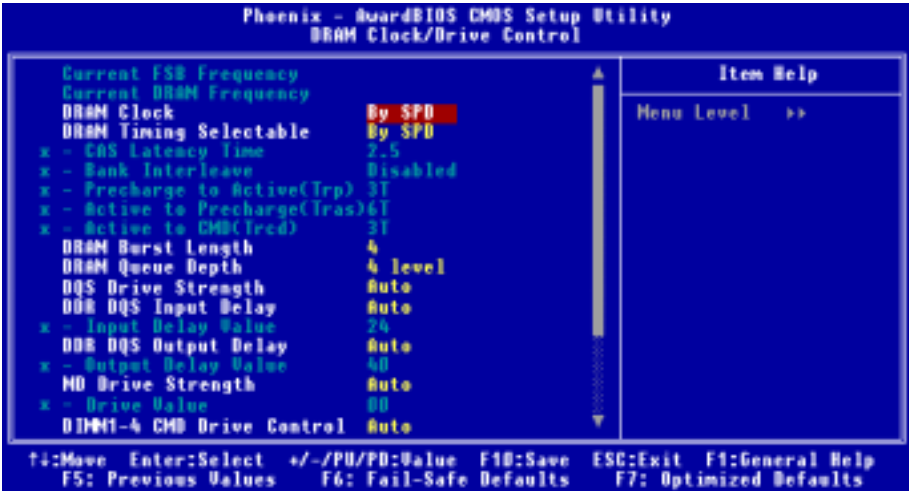 Phoenix - AwardBIOS CMOS Setup Utility
DRAM Clock/Drive Control
Current FSB Frequency
Current DRAM Frequency
DRAM Clock By SPD
DRAM Timing Selectable By SPD
x - CAS Latency Time 2.5
x - Bank Interleave Disabled
x - Precharge to Active(Trp) 3T
x - Active to Precharge(Tras)6T
x - Active to CMD(Trcd) 3T
DRAM Burst Length 4
DRAM Queue Depth 4 level
DQS Drive Strength Auto
DDR DQS Input Delay Auto
x - Input Delay Value 24
DDR DQS Output Delay Auto
x - Output Delay Value 40
MD Drive Strength Auto
x - Drive Value 00
DIMM1-4 CMD Drive Control Auto
Item Help
Menu Level ▸▸
↑↓:Move Enter:Select +/-/PU/PD:Value F10:Save ESC:Exit F1:General Help
F5: Previous Values F6: Fail-Safe Defaults F7: Optimized Defaults